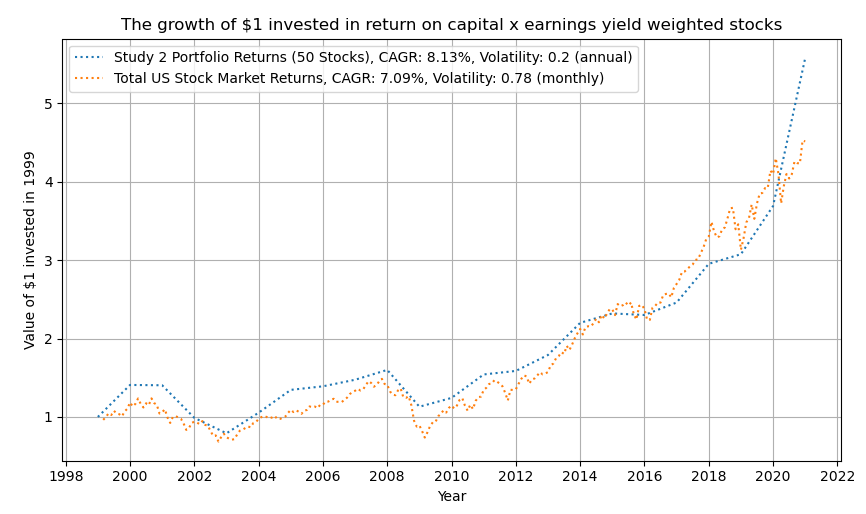 The growth of $1 invested in return on capital x earnings yield weighted stocks
Study 2 Portfolio Returns (50 Stocks), CAGR: 8.13%, Volatility: 0.2 (annual)
Total US Stock Market Returns, CAGR: 7.09%, Volatility: 0.78 (monthly)
Value of $1 invested in 1999
5
4
3
2
1
1998 2000 2002 2004 2006 2008 2010 2012 2014 2016 2018 2020 2022
Year